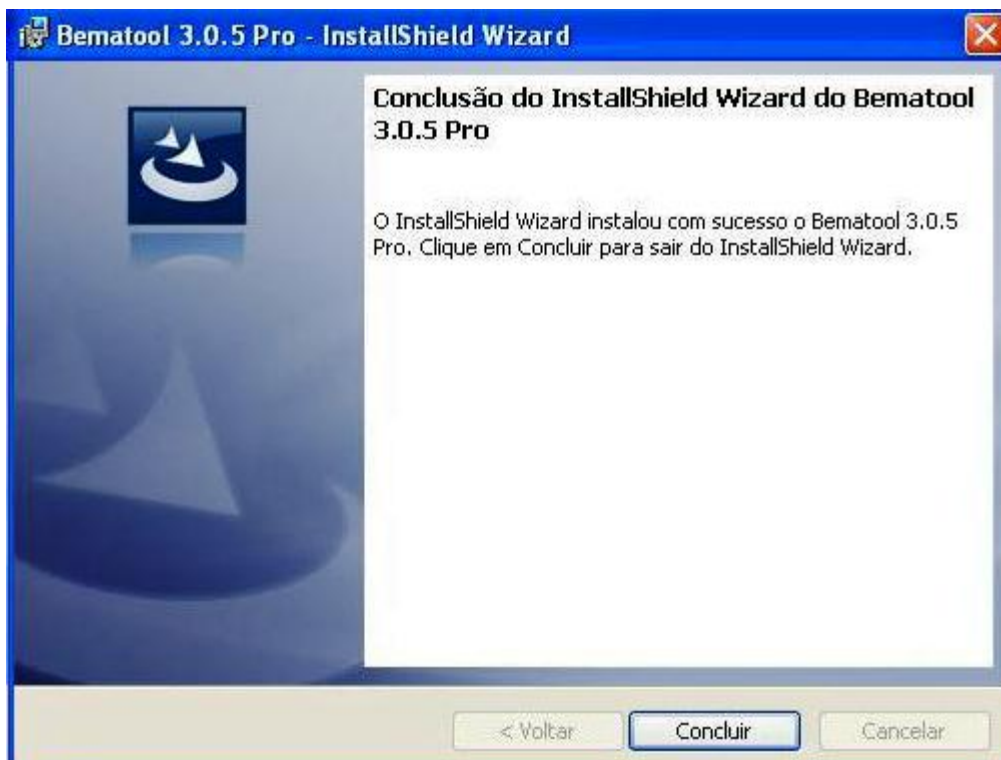 Bematool 3.0.5 Pro - InstallShield Wizard
Conclusão do InstallShield Wizard do Bematool
3.0.5 Pro
O InstallShield Wizard instalou com sucesso o Bematool 3.0.5
Pro. Clique em Concluir para sair do InstallShield Wizard.
< Voltar
Concluir
Cancelar